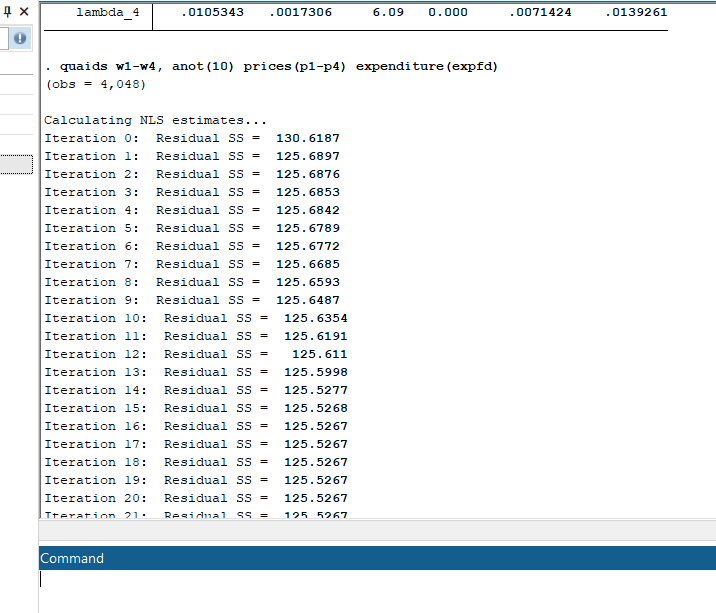 lambda_4 .0105343 .0017306 6.09 0.000 .0071424 .0139261
. quaids w1-w4, anot(10) prices(p1-p4) expenditure(expfd)
(obs = 4,048)
Calculating NLS estimates...
Iteration 0: Residual SS = 130.6187
Iteration 1: Residual SS = 125.6897
Iteration 2: Residual SS = 125.6876
Iteration 3: Residual SS = 125.6853
Iteration 4: Residual SS = 125.6842
Iteration 5: Residual SS = 125.6789
Iteration 6: Residual SS = 125.6772
Iteration 7: Residual SS = 125.6685
Iteration 8: Residual SS = 125.6593
Iteration 9: Residual SS = 125.6487
Iteration 10: Residual SS = 125.6354
Iteration 11: Residual SS = 125.6191
Iteration 12: Residual SS = 125.611
Iteration 13: Residual SS = 125.5998
Iteration 14: Residual SS = 125.5277
Iteration 15: Residual SS = 125.5268
Iteration 16: Residual SS = 125.5267
Iteration 17: Residual SS = 125.5267
Iteration 18: Residual SS = 125.5267
Iteration 19: Residual SS = 125.5267
Iteration 20: Residual SS = 125.5267
Iteration 21: Residual SS = 125.5267
Command